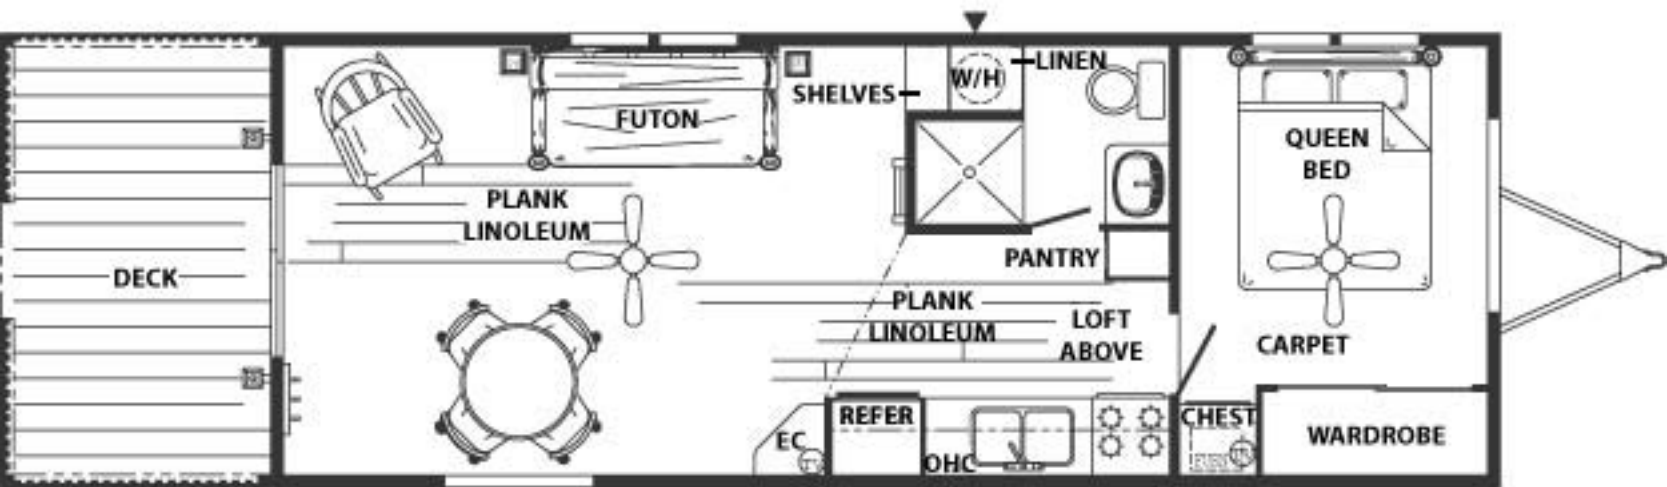 LINEN
W/H
SHELVES
FUTON
QUEEN
BED
PLANK
LINOLEUM
DECK
PANTRY
PLANK
LINOLEUM
LOFT
ABOVE
CARPET
REFER
CHEST
WARDROBE
EC
TV
OHC